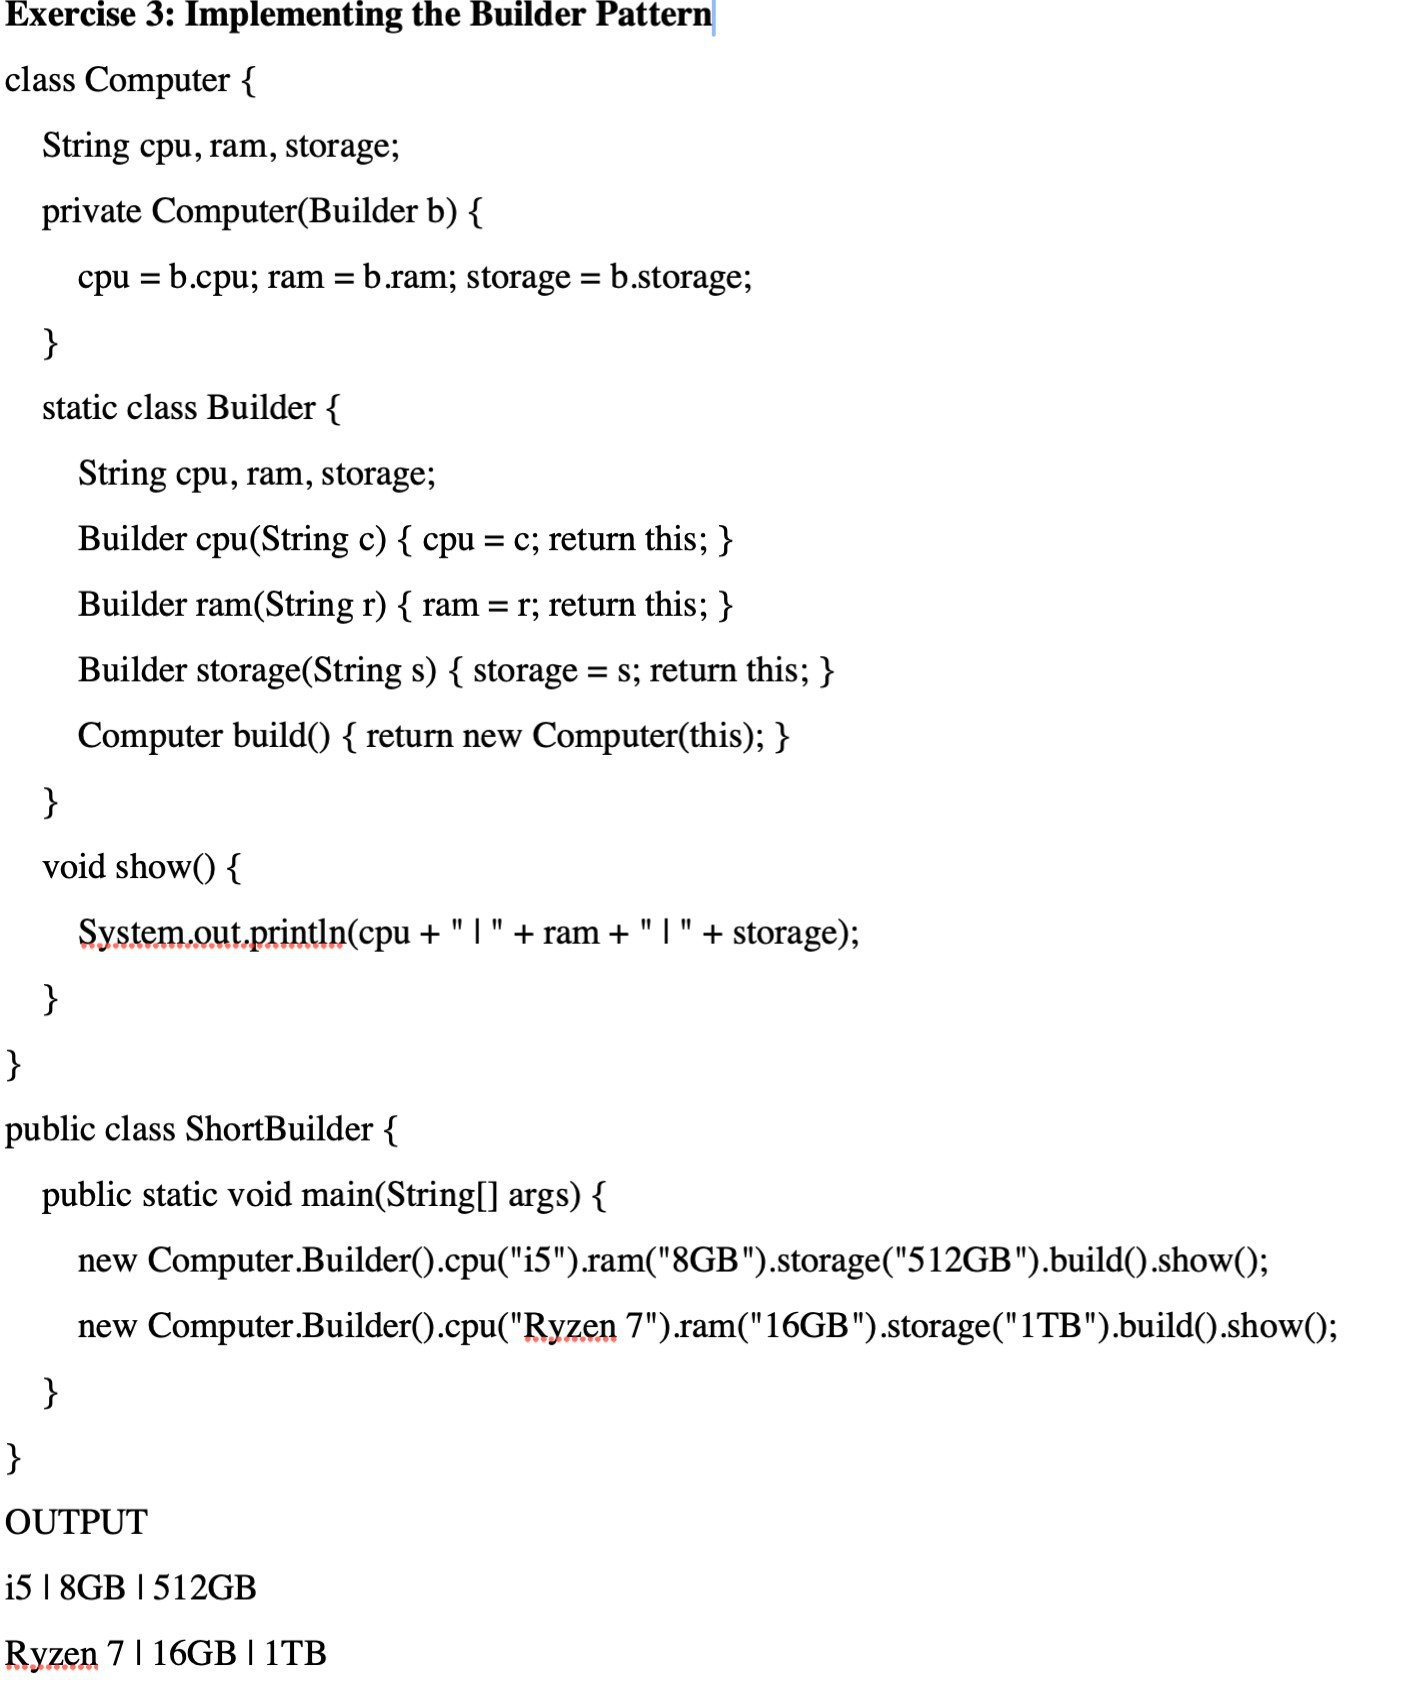 Exercise 3: Implementing the Builder Pattern
class Computer {
String cpu, ram, storage;
private Computer(Builder b) {
cpu = b.cpu; ram = b.ram; storage = b.storage;
}
static class Builder {
String cpu, ram, storage;
Builder cpu(String c) { cpu = c; return this; }
Builder ram(String r) { ram = r; return this; }
Builder storage(String s) { storage = s; return this; }
Computer build() { return new Computer(this); }
}
void show() {
System.out.println(cpu + " | " + ram + " | " + storage);
}
}
public class ShortBuilder {
public static void main(String[] args) {
new Computer.Builder().cpu("i5").ram("8GB").storage("512GB").build().show();
new Computer.Builder().cpu("Ryzen 7").ram("16GB").storage("1TB").build().show();
}
}
OUTPUT
i5 | 8GB | 512GB
Ryzen 7 | 16GB | 1TB